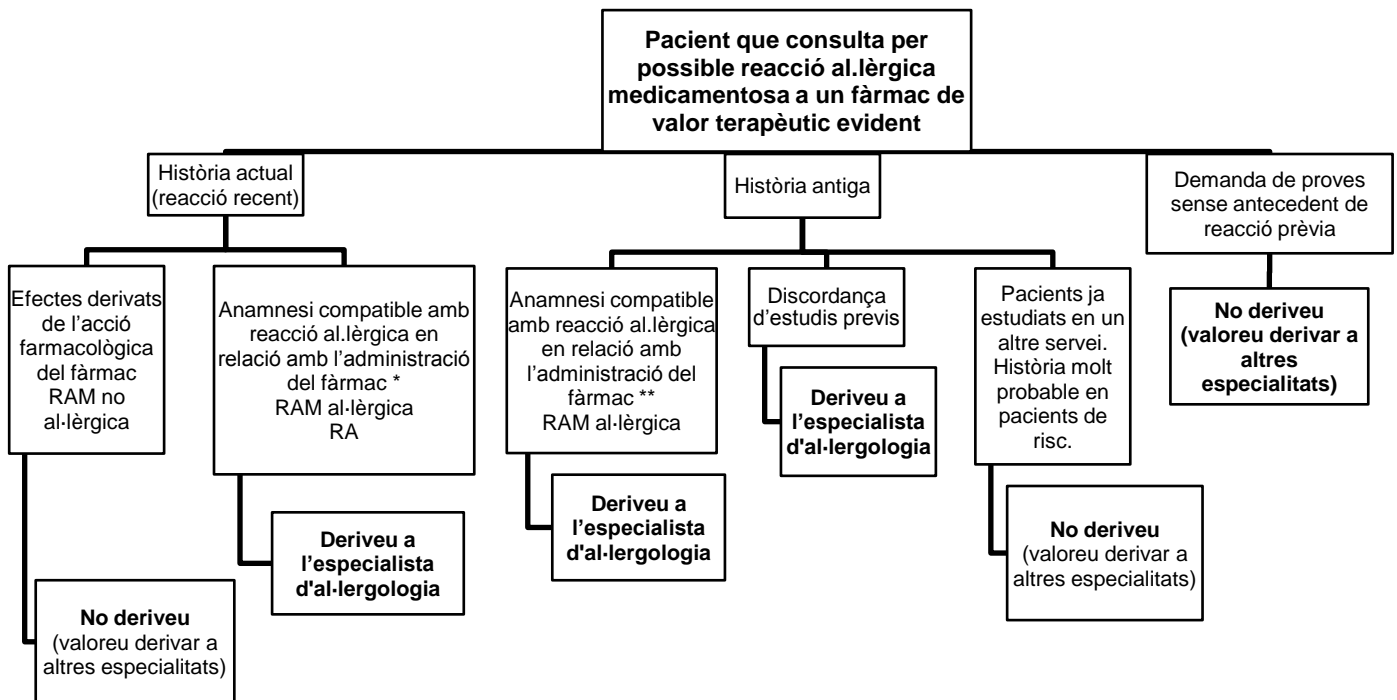 Pacient que consulta per
possible reacció al.lèrgica
medicamentosa a un fàrmac de
valor terapèutic evident
Història actual
(reacció recent)
Història antiga
Demanda de proves
sense antecedent de
reacció prèvia
Efectes derivats
de l’acció
farmacològica
del fàrmac
RAM no
al·lèrgica
Anamnesi compatible amb
reacció al.lèrgica en
relació amb l’administració
del fàrmac *
RAM al·lèrgica
RA
Anamnesi compatible
amb reacció al.lèrgica
en relació amb
l’administració del
fàrmac **
RAM al·lèrgica
Discordança
d’estudis previs
Pacients ja
estudiats en un
altre servei.
Història molt
probable en
pacients de
risc.
No deriveu
(valoreu derivar a
altres
especialitats)
Deriveu a
l’especialista
d'al·lergologia
Deriveu a
l’especialista
d'al·lergologia
Deriveu a
l’especialista
d'al·lergologia
No deriveu
(valoreu derivar a
altres especialitats)
No deriveu
(valoreu derivar a
altres especialitats)